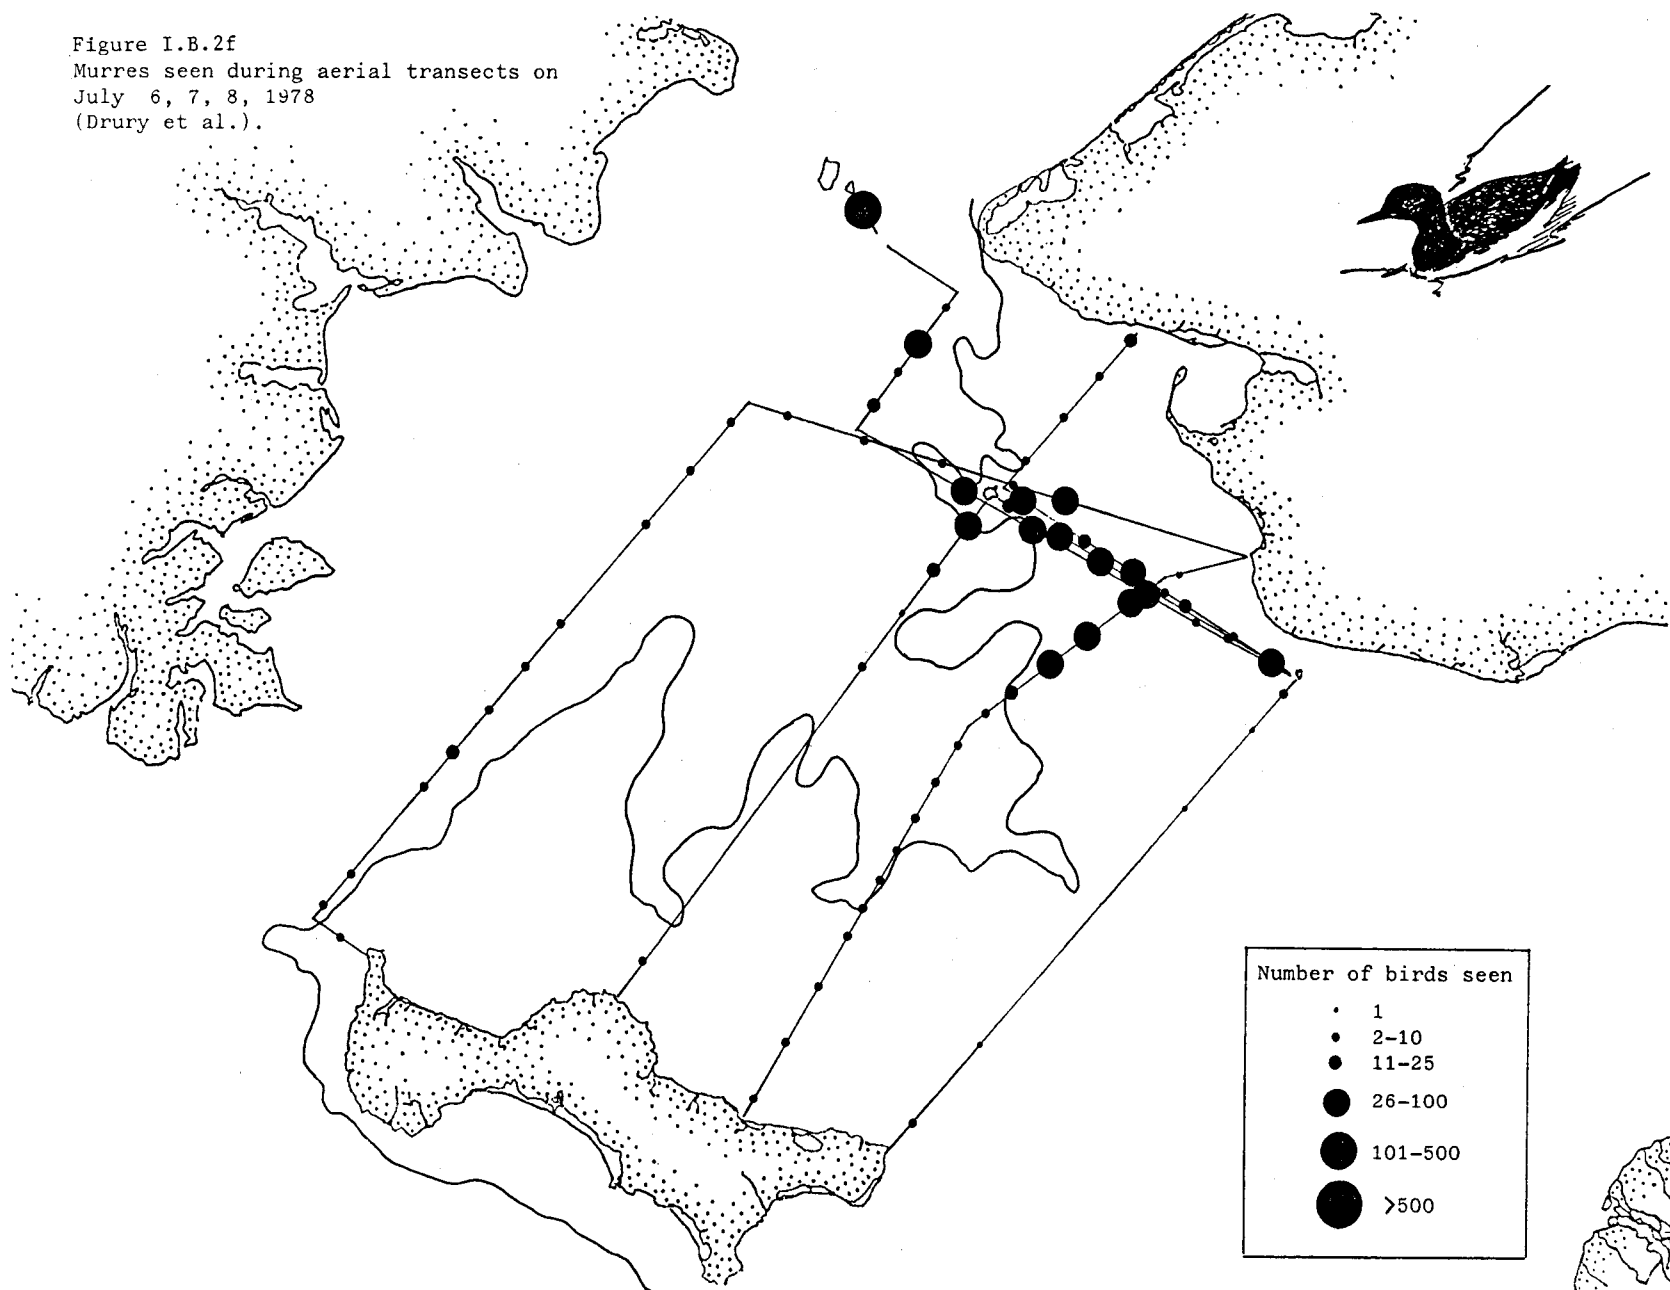 Figure I.B.2f
Murres seen during aerial transects on
July 6, 7, 8, 1978
(Drury et al.).
Number of birds seen
1
2-10
11-25
26-100
101-500
>500